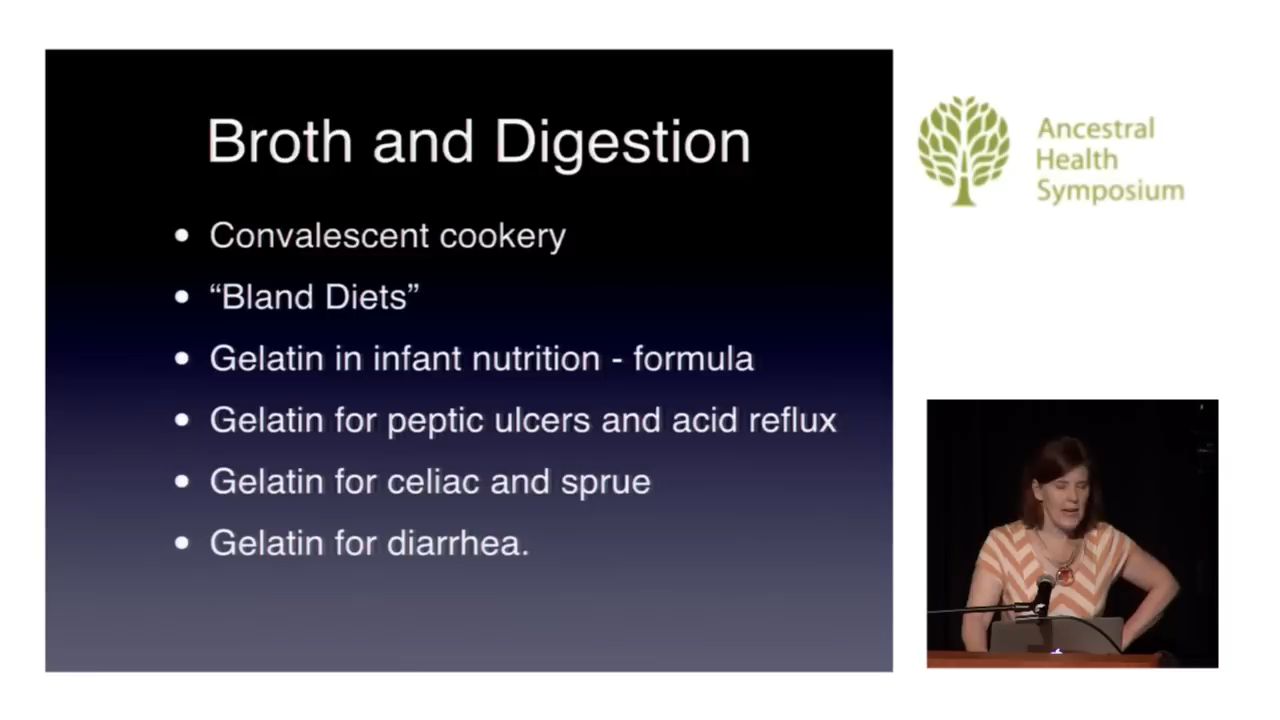 Broth and Digestion
• Convalescent cookery
• “Bland Diets”
• Gelatin in infant nutrition - formula
• Gelatin for peptic ulcers and acid reflux
• Gelatin for celiac and sprue
• Gelatin for diarrhea.
Ancestral
Health
Symposium